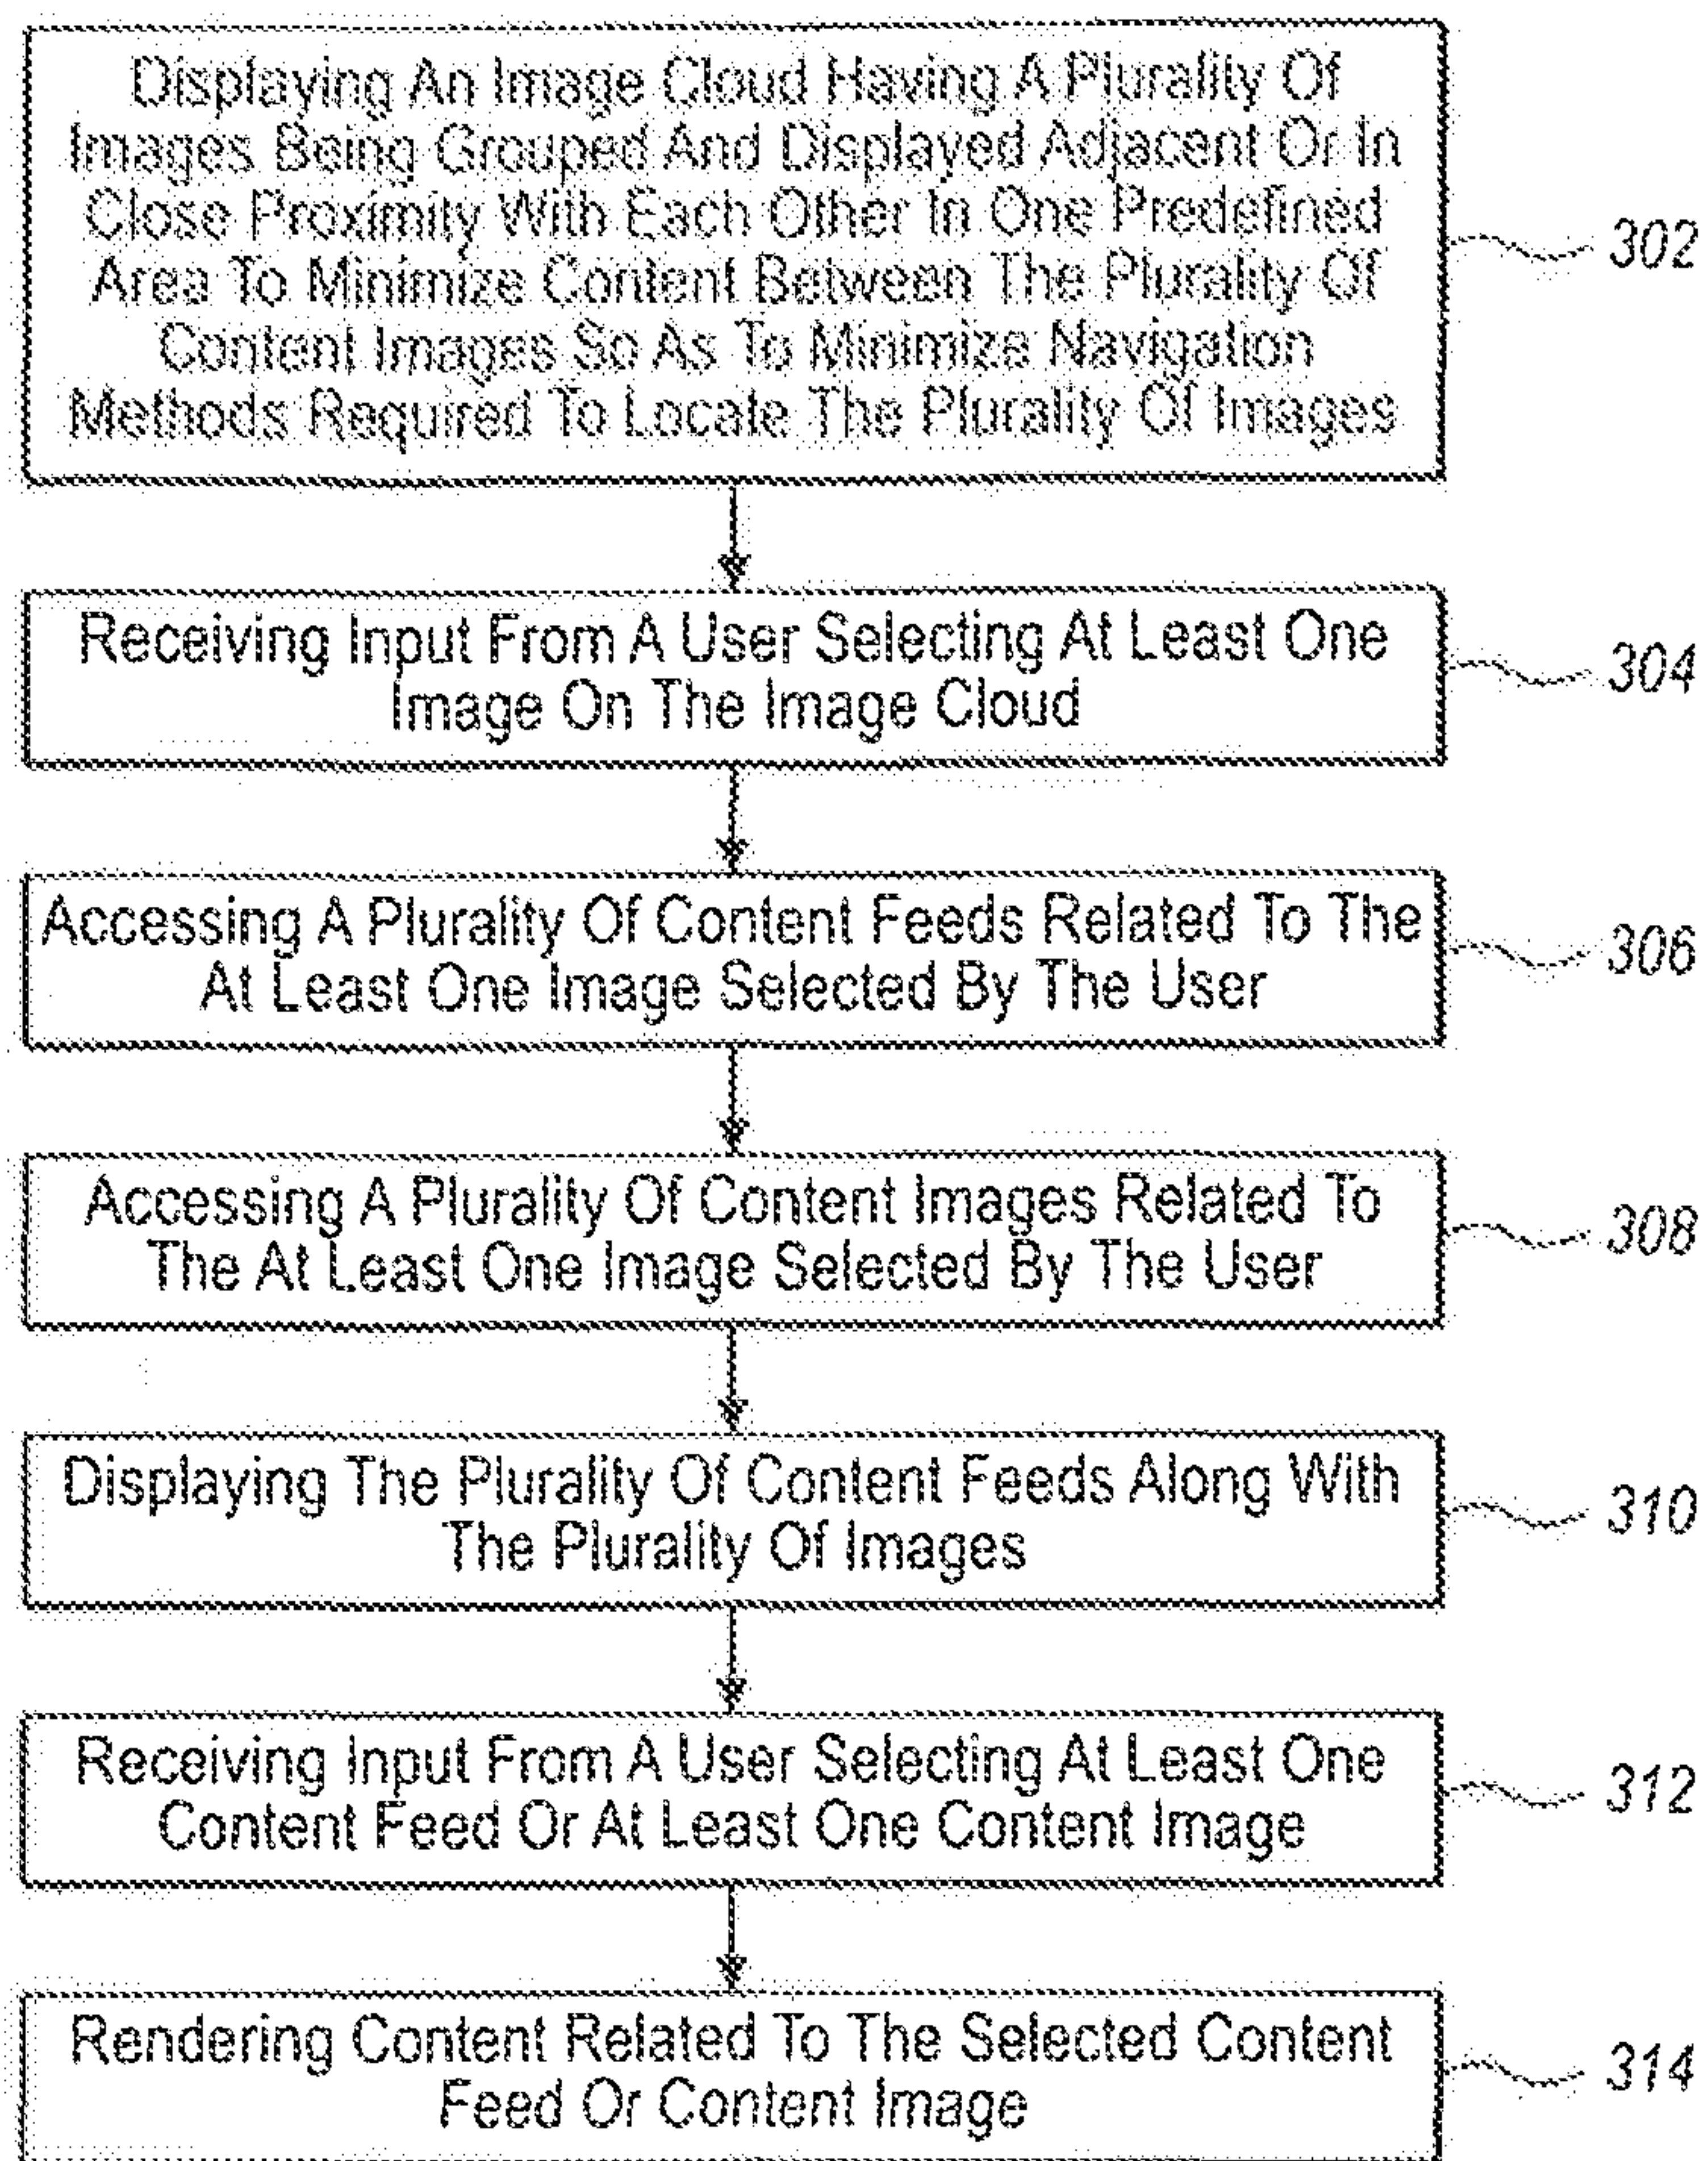 Displaying An Image Cloud Having A Plurality Of
Images Being Grouped And Displayed Adjacent Or In
Close Proximity With Each Other In One Predefined
Area To Minimize Content Between The Plurality Of
Content Images So As To Minimize Navigation
Methods Required To Locate The Plurality Of Images
302
Receiving Input From A User Selecting At Least One
Image On The Image Cloud
304
Accessing A Plurality Of Content Feeds Related To The
At Least One Image Selected By The User
306
Accessing A Plurality Of Content Images Related To
The At Least One Image Selected By The User
308
Displaying The Plurality Of Content Feeds Along With
The Plurality Of Images
310
Receiving Input From A User Selecting At Least One
Content Feed Or At Least One Content Image
312
Rendering Content Related To The Selected Content
Feed Or Content Image
314